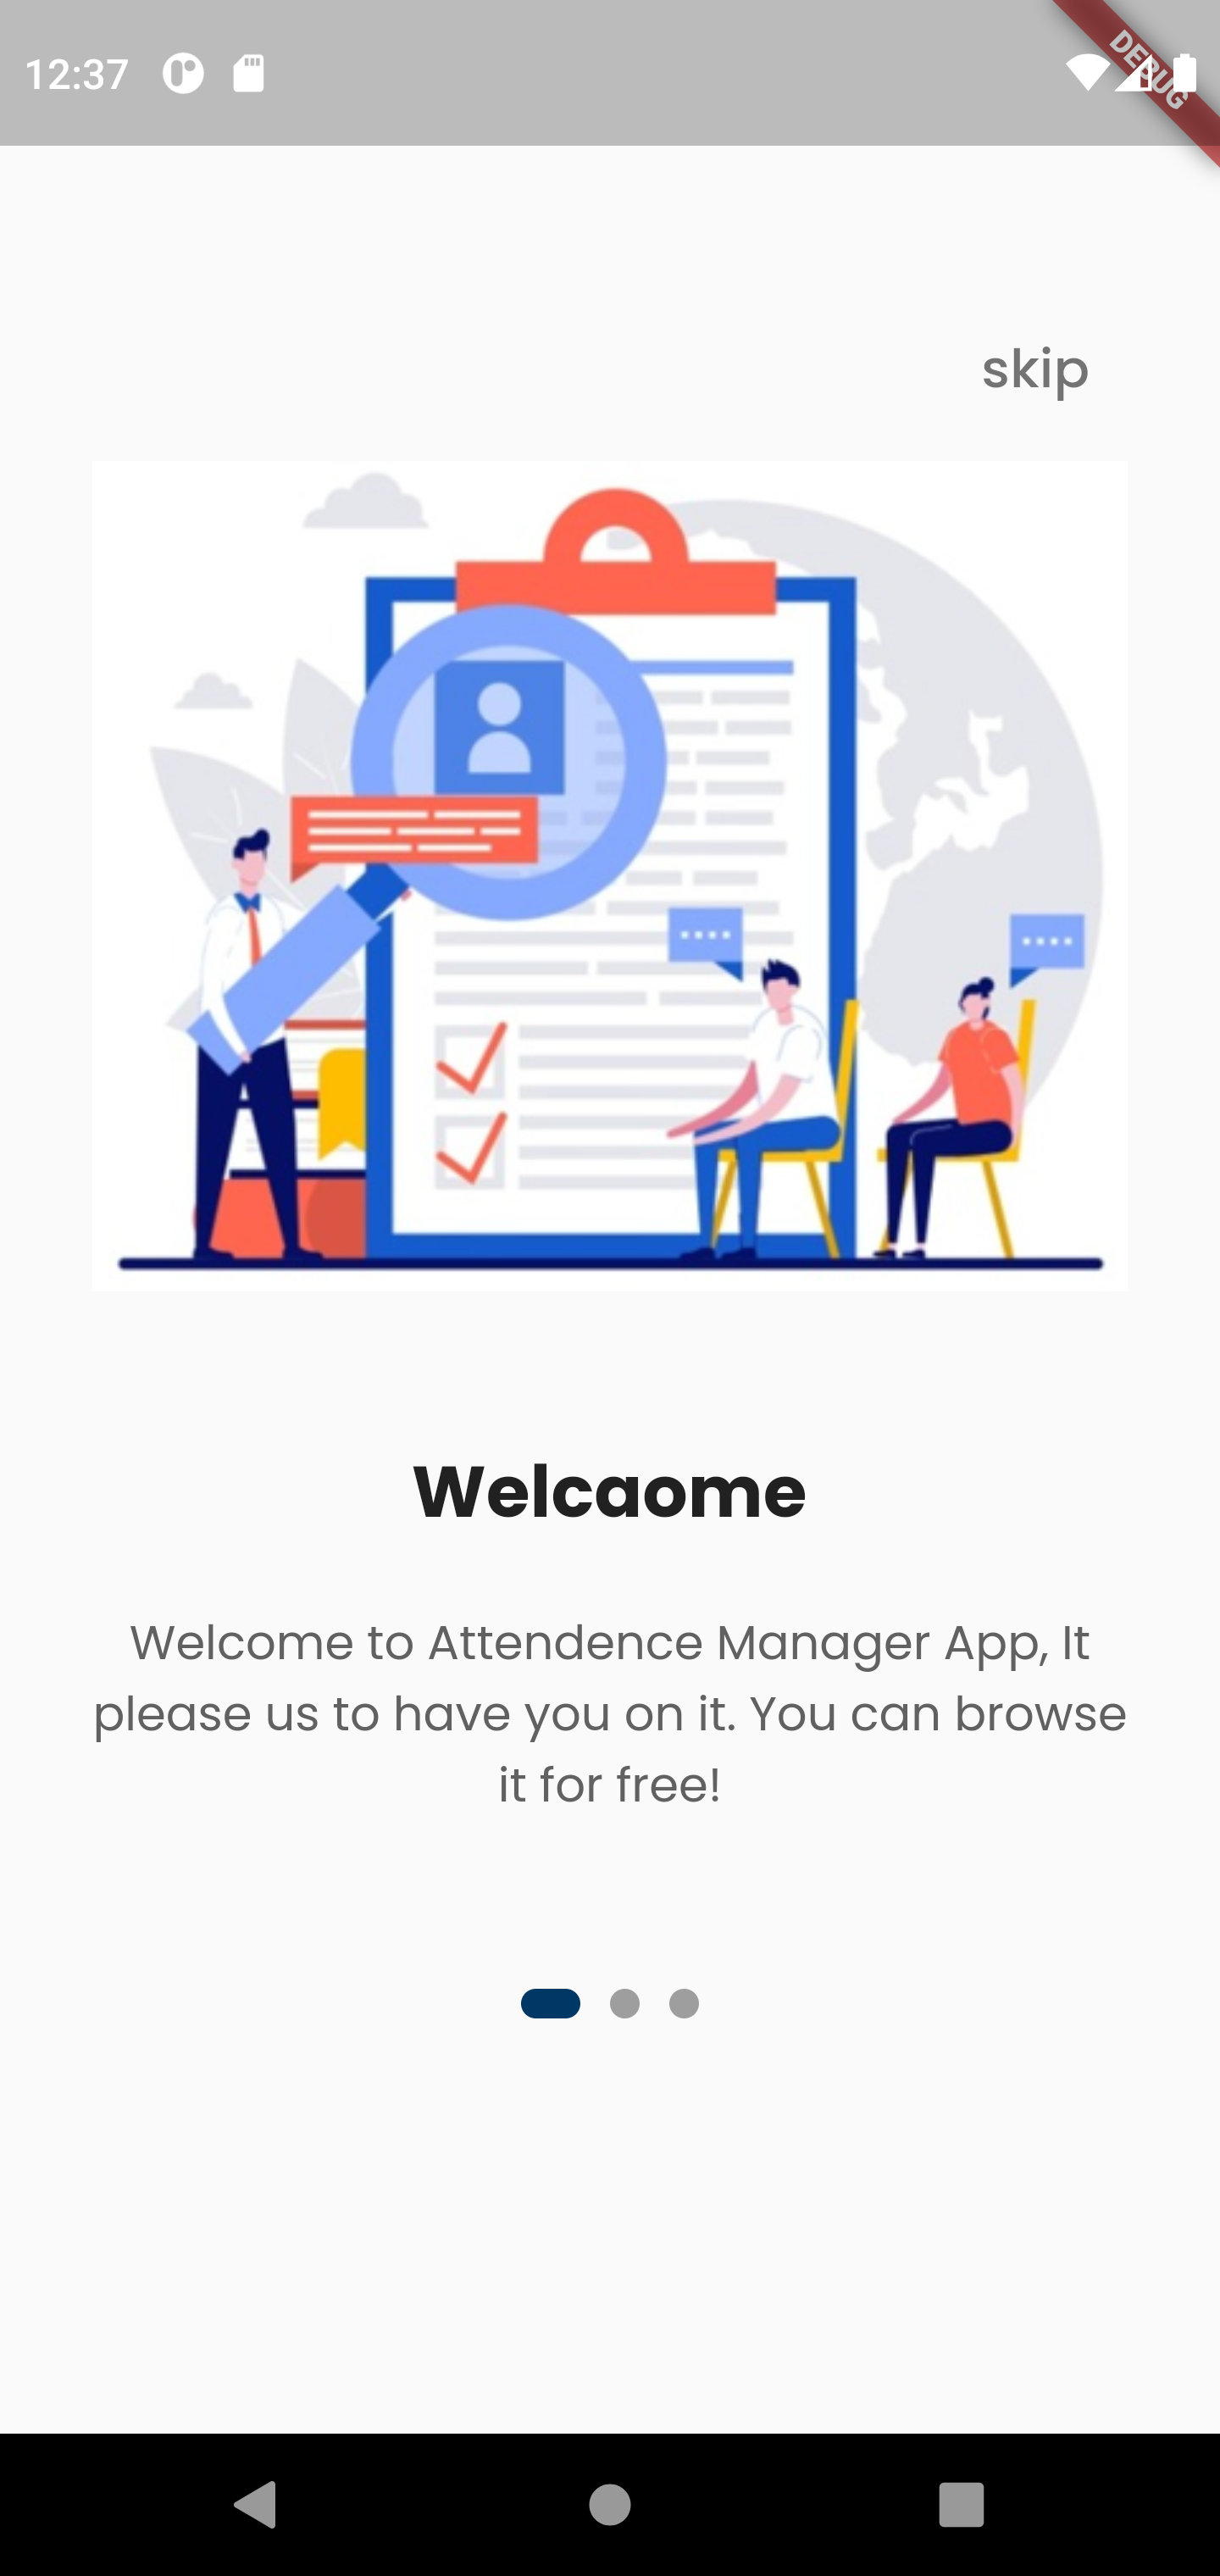 12:37
DEBUG
skip
Welcaome
Welcome to Attendence Manager App, It
please us to have you on it. You can browse
it for free!